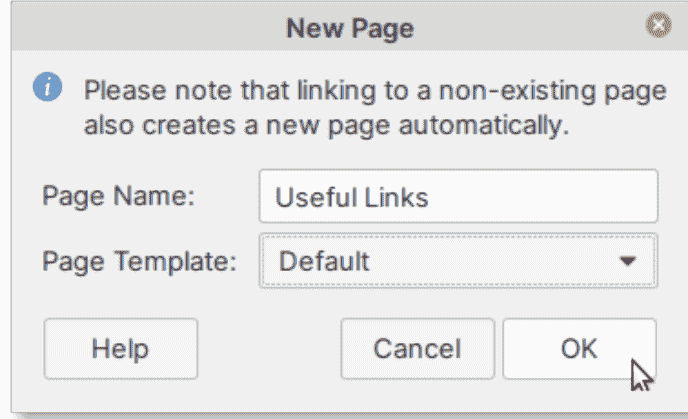 New Page
Please note that linking to a non-existing page
also creates a new page automatically.
Page Name: Useful Links
Page Template: Default
Help Cancel OK